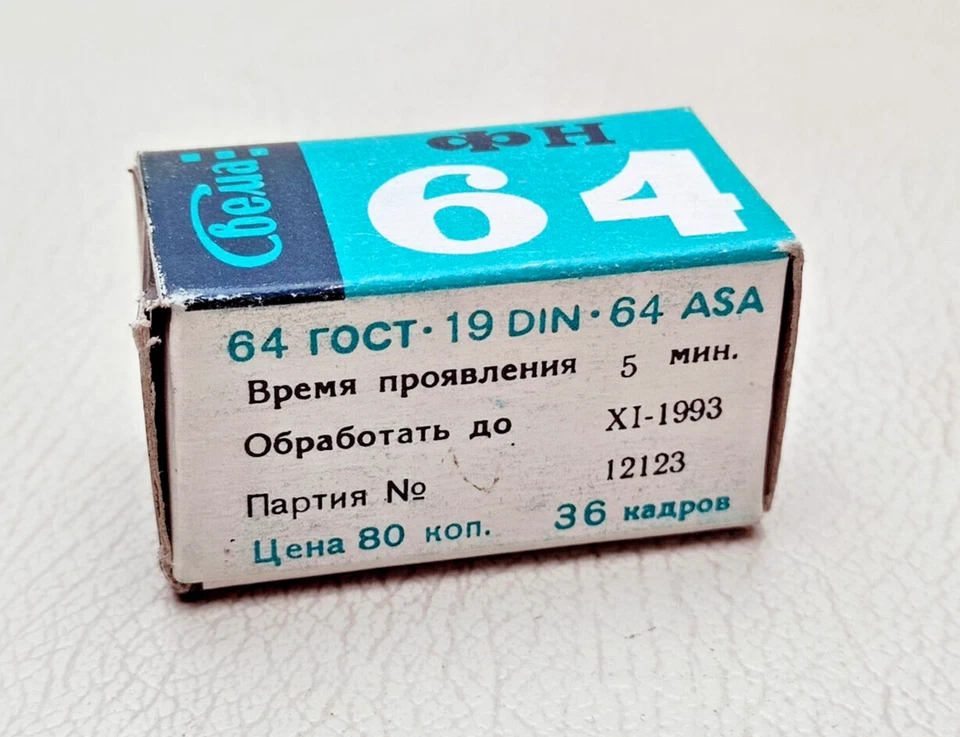 Свема
ФН
64
64 ГОСТ · 19 DIN · 64 ASA
Время проявления 5 мин.
Обработать до XI-1993
Партия № 12123
Цена 80 коп. 36 кадров